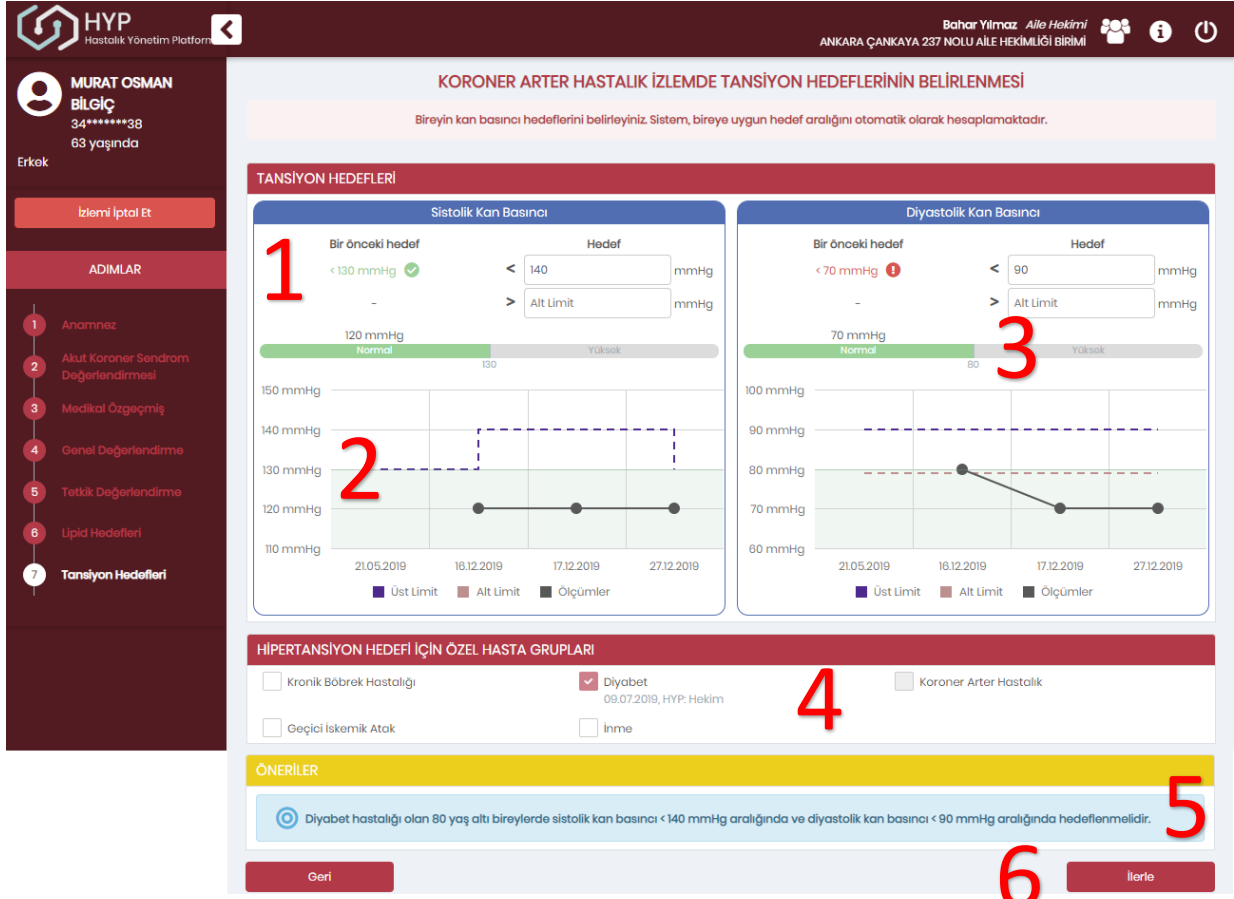 HYP
Hastalık Yönetim Platform
Bahar Yılmaz Aile Hekimi
ANKARA ÇANKAYA 237 NOLU AİLE HEKİMLİĞİ BİRİMİ
MURAT OSMAN
BİLGİÇ
34*******38
63 yaşında
Erkek
İzlemi İptal Et
ADIMLAR
1 Anamnez
2 Akut Koroner Sendrom
Değerlendirmesi
3 Medikal Özgeçmiş
4 Genel Değerlendirme
5 Tetkik Değerlendirme
6 Lipid Hedefleri
7 Tansiyon Hedefleri
KORONER ARTER HASTALIK İZLEMDE TANSİYON HEDEFLERİNİN BELİRLENMESİ
Bireyin kan basıncı hedeflerini belirleyiniz. Sistem, bireye uygun hedef aralığını otomatik olarak hesaplamaktadır.
TANSİYON HEDEFLERİ
Sistolik Kan Basıncı
1
Bir önceki hedef Hedef
<130 mmHg < 140 mmHg
- > Alt Limit mmHg
120 mmHg
Normal Yüksek
130
150 mmHg
140 mmHg
2
130 mmHg
120 mmHg
110 mmHg
21.05.2019 16.12.2019 17.12.2019 27.12.2019
Üst Limit Alt Limit Ölçümler
Diyastolik Kan Basıncı
Bir önceki hedef Hedef
<70 mmHg < 90 mmHg
- > Alt Limit mmHg
3
70 mmHg
Normal Yüksek
80
100 mmHg
90 mmHg
80 mmHg
70 mmHg
60 mmHg
21.05.2019 16.12.2019 17.12.2019 27.12.2019
Üst Limit Alt Limit Ölçümler
HİPERTANSİYON HEDEFİ İÇİN ÖZEL HASTA GRUPLARI
Kronik Böbrek Hastalığı Diyabet Koroner Arter Hastalık
09.07.2019, HYP: Hekim
4
Geçici İskemik Atak İnme
ÖNERİLER
5
Diyabet hastalığı olan 80 yaş altı bireylerde sistolik kan basıncı <140 mmHg aralığında ve diyastolik kan basıncı <90 mmHg aralığında hedeflenmelidir.
6
Geri İlerle